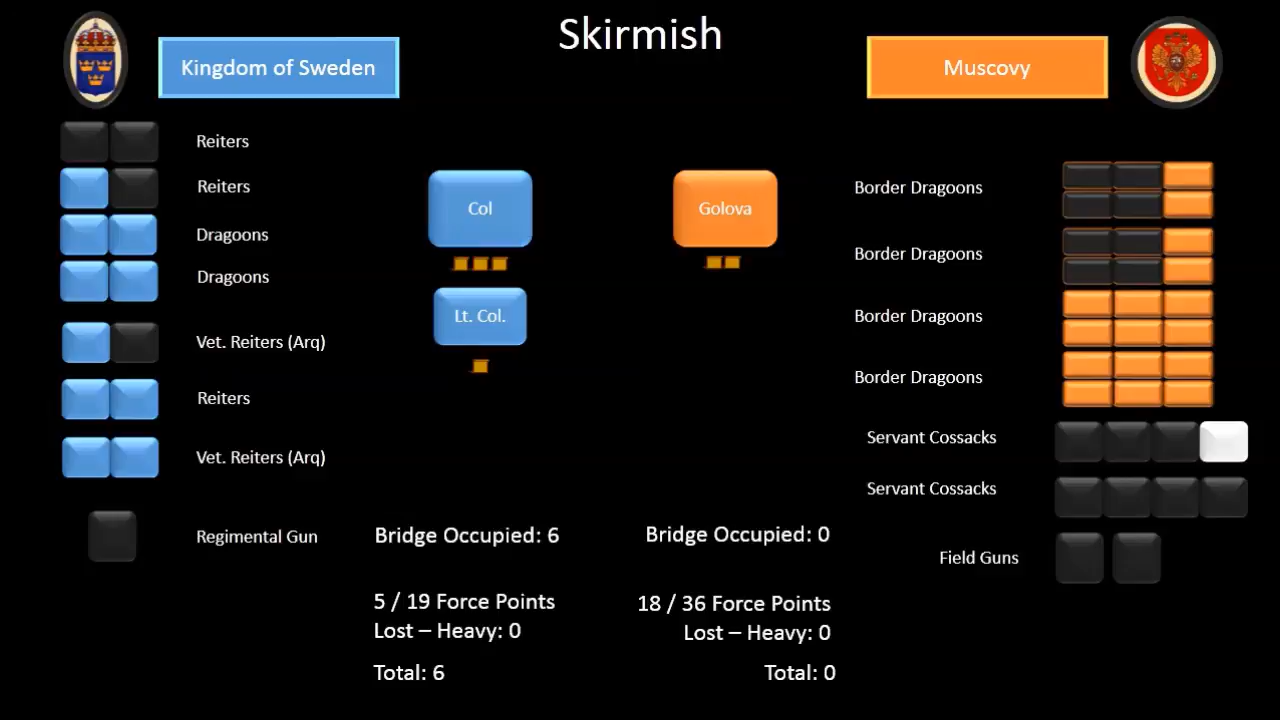 Skirmish
Kingdom of Sweden
Muscovy
Reiters
Reiters
Dragoons
Dragoons
Vet. Reiters (Arq)
Reiters
Vet. Reiters (Arq)
Regimental Gun
Col
Lt. Col.
Golova
Border Dragoons
Border Dragoons
Border Dragoons
Border Dragoons
Servant Cossacks
Servant Cossacks
Field Guns
Bridge Occupied: 6
5 / 19 Force Points
Lost – Heavy: 0
Total: 6
Bridge Occupied: 0
18 / 36 Force Points
Lost – Heavy: 0
Total: 0